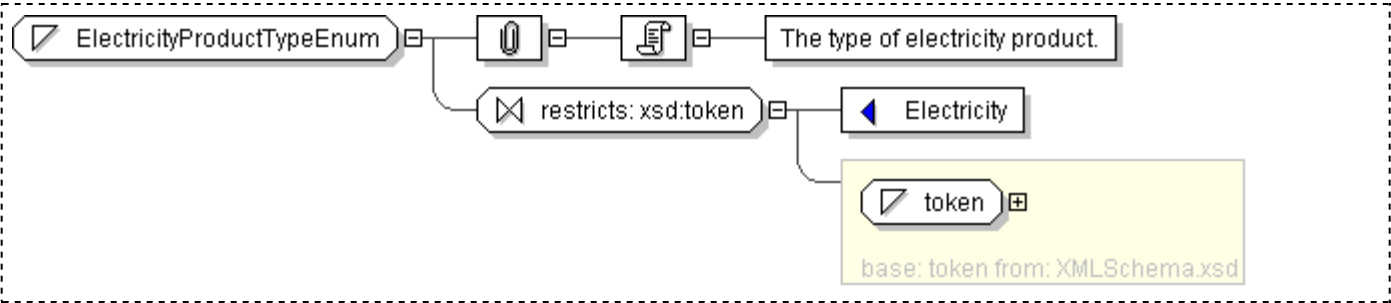 ElectricityProductTypeEnum
The type of electricity product.
restricts: xsd:token
Electricity
token
base: token from: XMLSchema.xsd